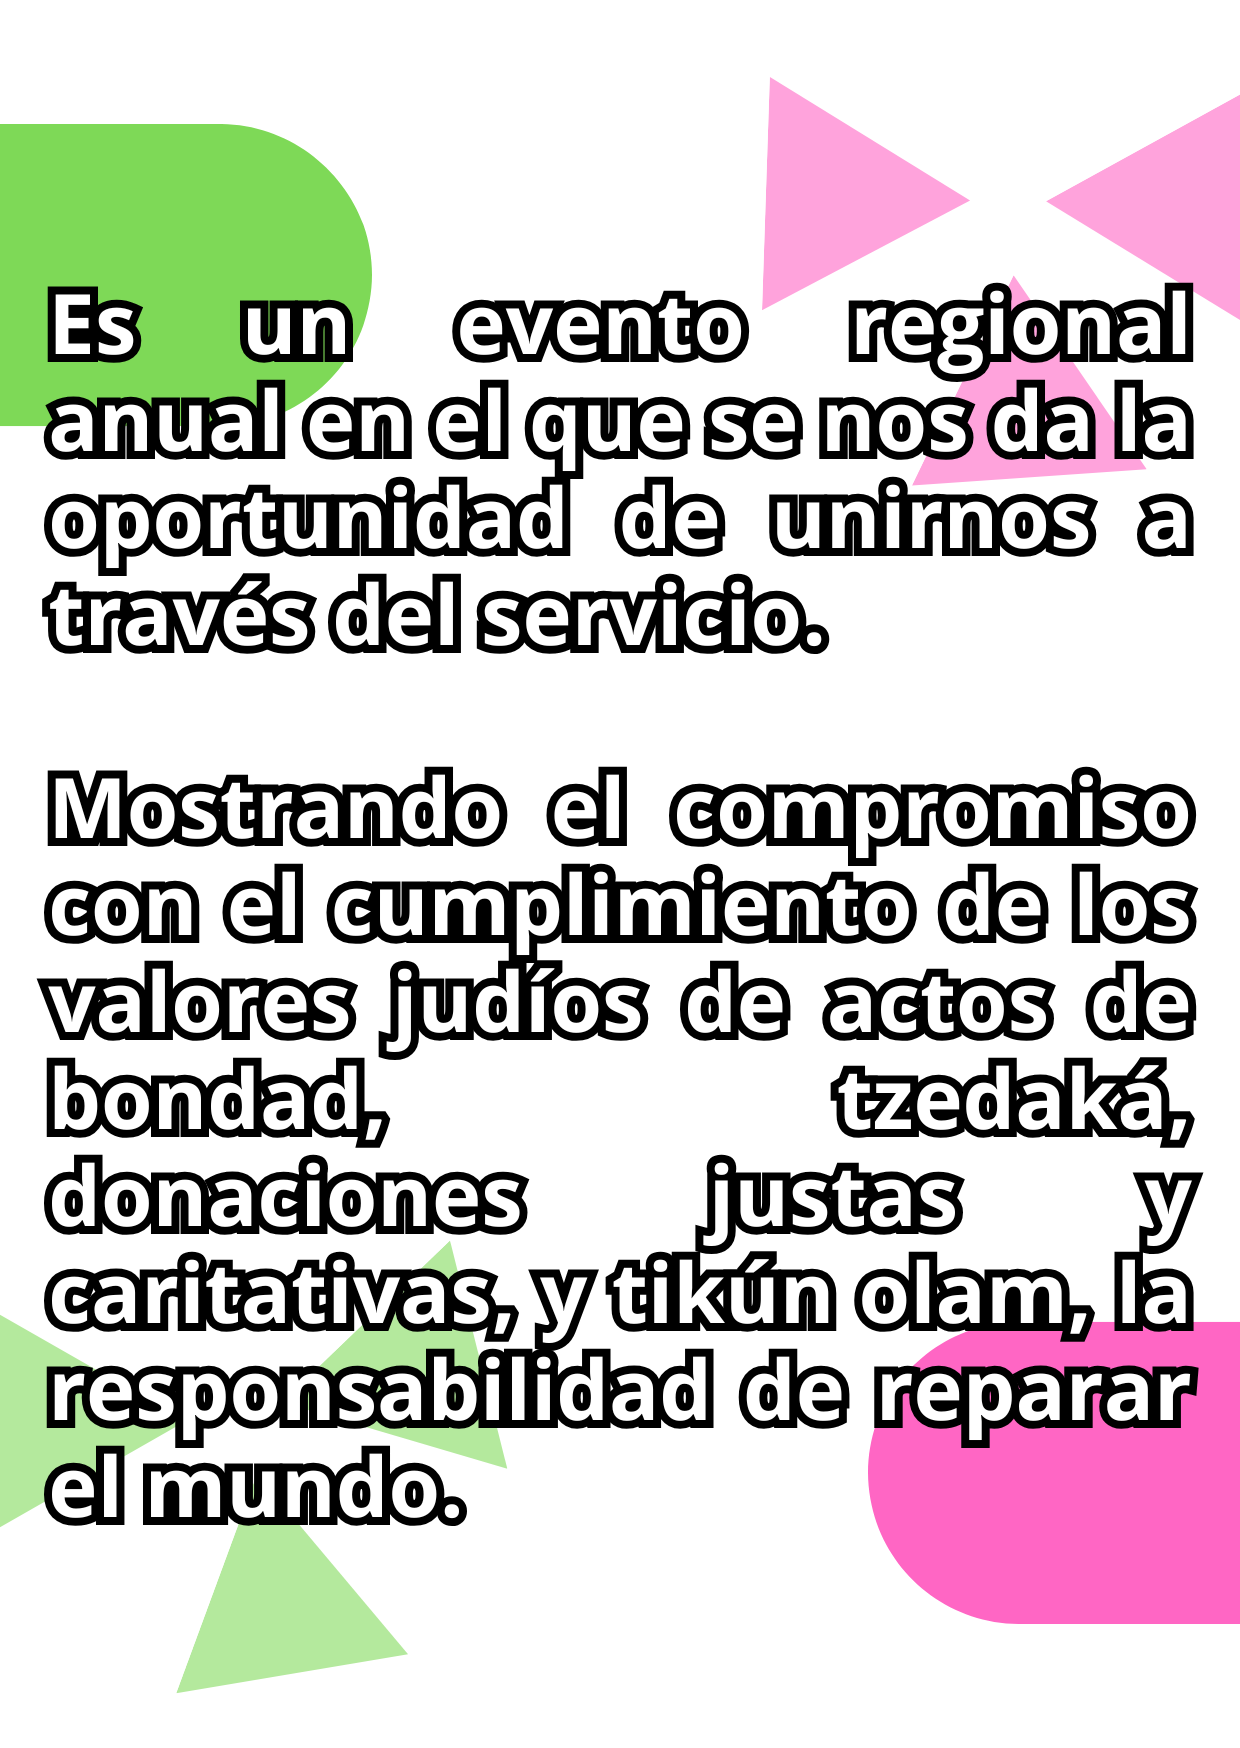 Es un evento regional
anual en el que se nos da la
oportunidad de unirnos a
través del servicio.
Mostrando el compromiso
con el cumplimiento de los
valores judíos de actos de
bondad, tzedaká,
donaciones justas y
caritativas, y tikún olam, la
responsabilidad de reparar
el mundo.